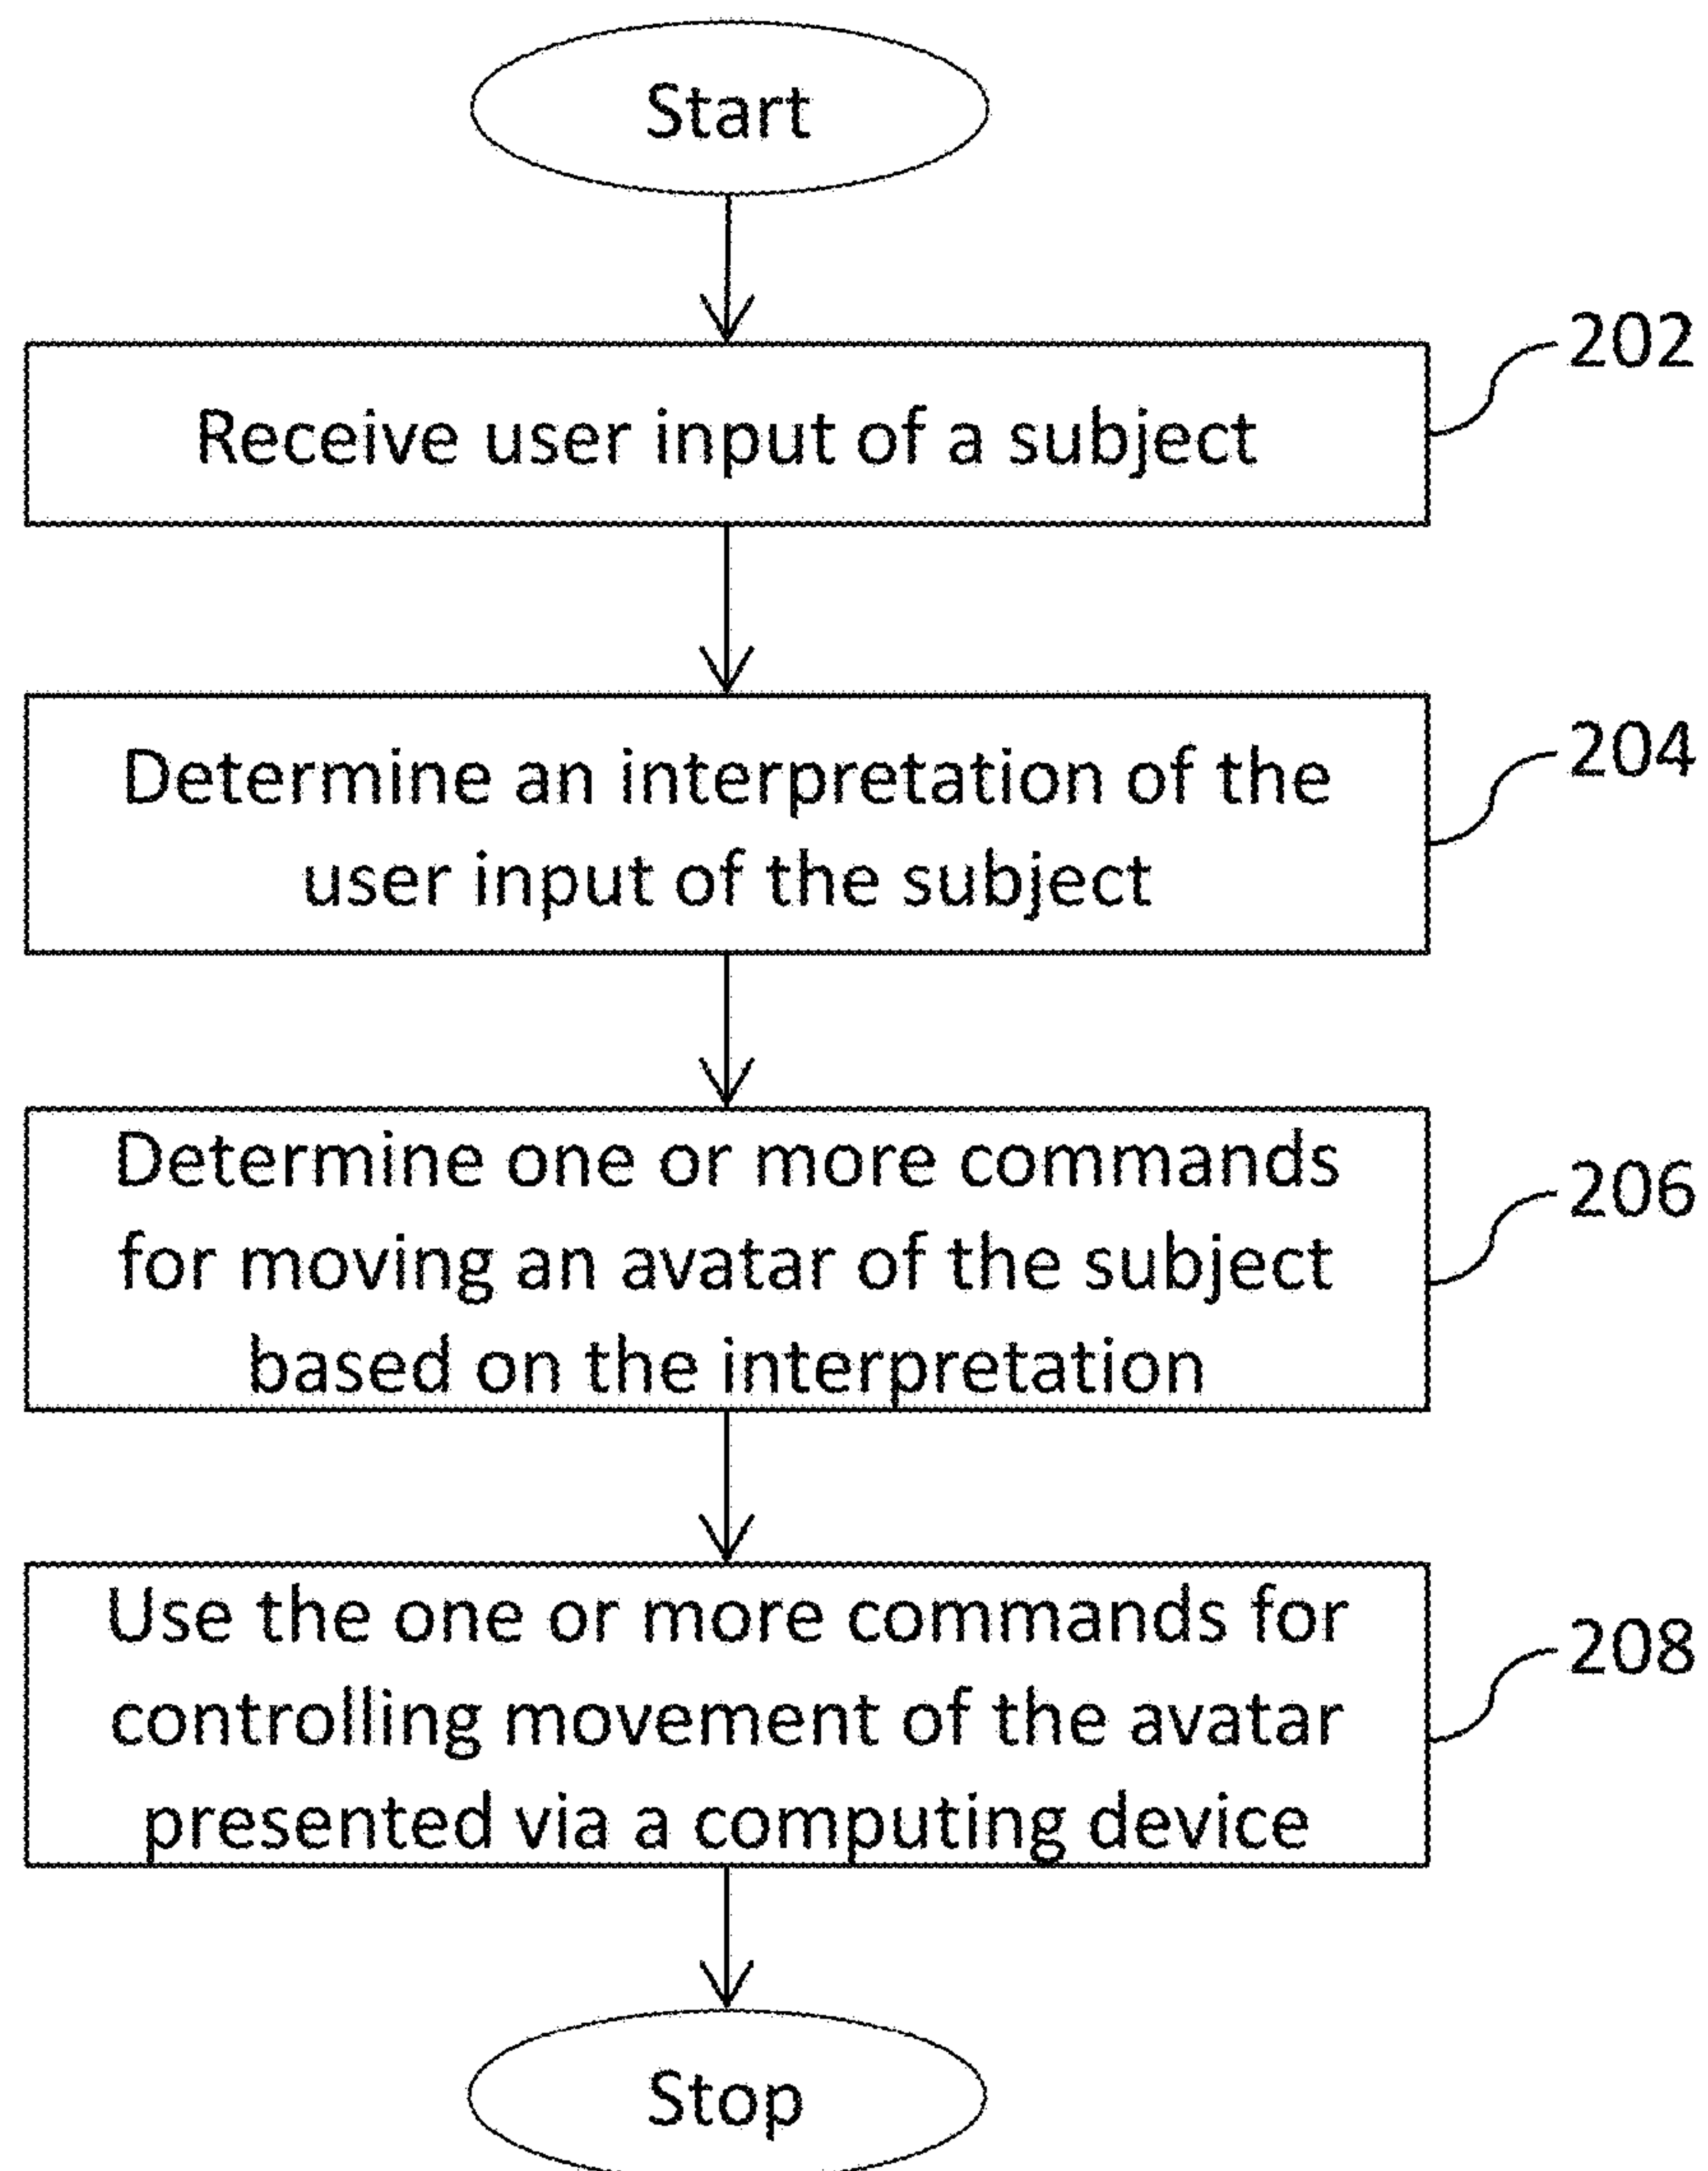 Start
202
Receive user input of a subject
204
Determine an interpretation of the
user input of the subject
206
Determine one or more commands
for moving an avatar of the subject
based on the interpretation
208
Use the one or more commands for
controlling movement of the avatar
presented via a computing device
Stop